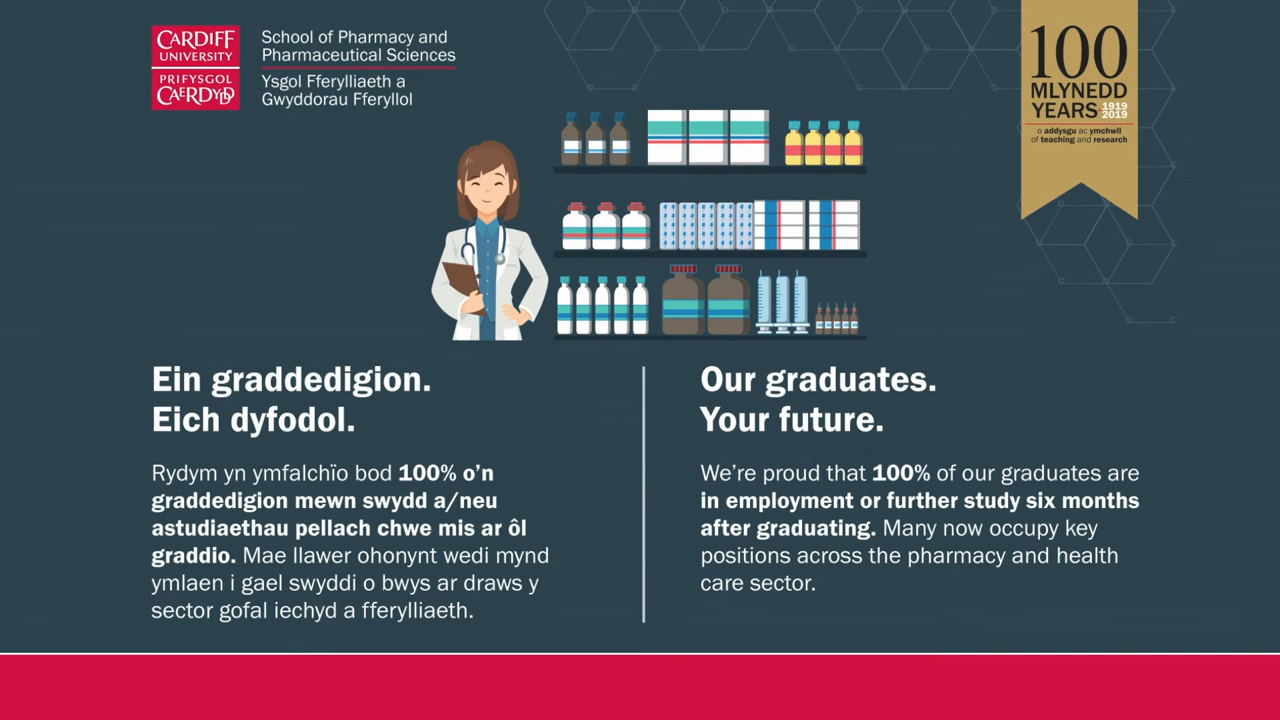 CARDIFF
UNIVERSITY
PRIFYSGOL
CAERDYDD
School of Pharmacy and
Pharmaceutical Sciences
Ysgol Fferylliaeth a
Gwyddorau Fferyllol
100
MLYNEDD
YEARS 1919
2019
o addysgu ac ymchwil
of teaching and research
Ein graddedigion.
Eich dyfodol.
Rydym yn ymfalchïo bod 100% o’n
graddedigion mewn swydd a/neu
astudiaethau pellach chwe mis ar ôl
graddio. Mae llawer ohonynt wedi mynd
ymlaen i gael swyddi o bwys ar draws y
sector gofal iechyd a fferylliaeth.
Our graduates.
Your future.
We’re proud that 100% of our graduates are
in employment or further study six months
after graduating. Many now occupy key
positions across the pharmacy and health
care sector.